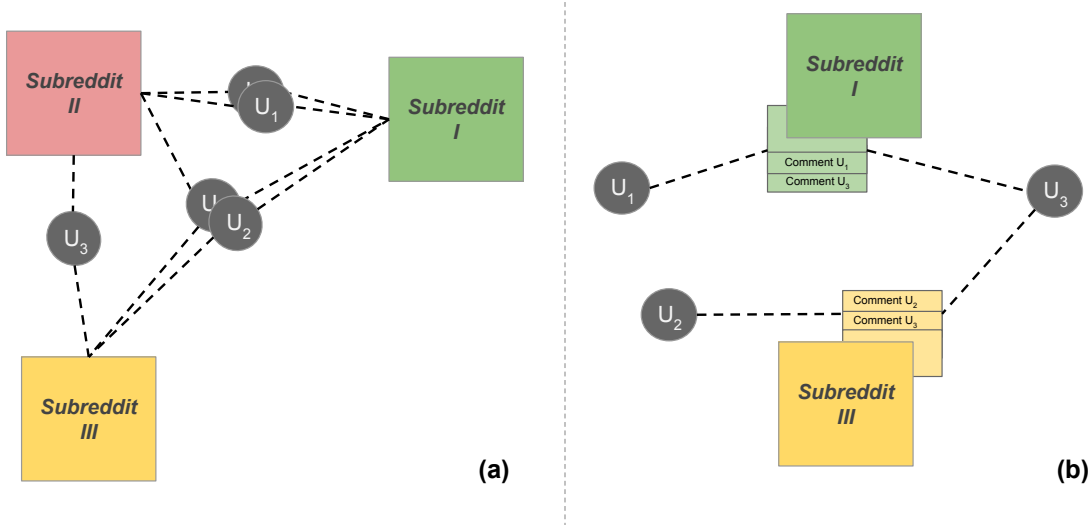 Subreddit
II
Subreddit
I
U₁
U
U₂
U₃
Subreddit
III
(a)
Subreddit
I
Comment U₁
Comment U₃
U₁
U₃
Comment U₂
Comment U₃
U₂
Subreddit
III
(b)